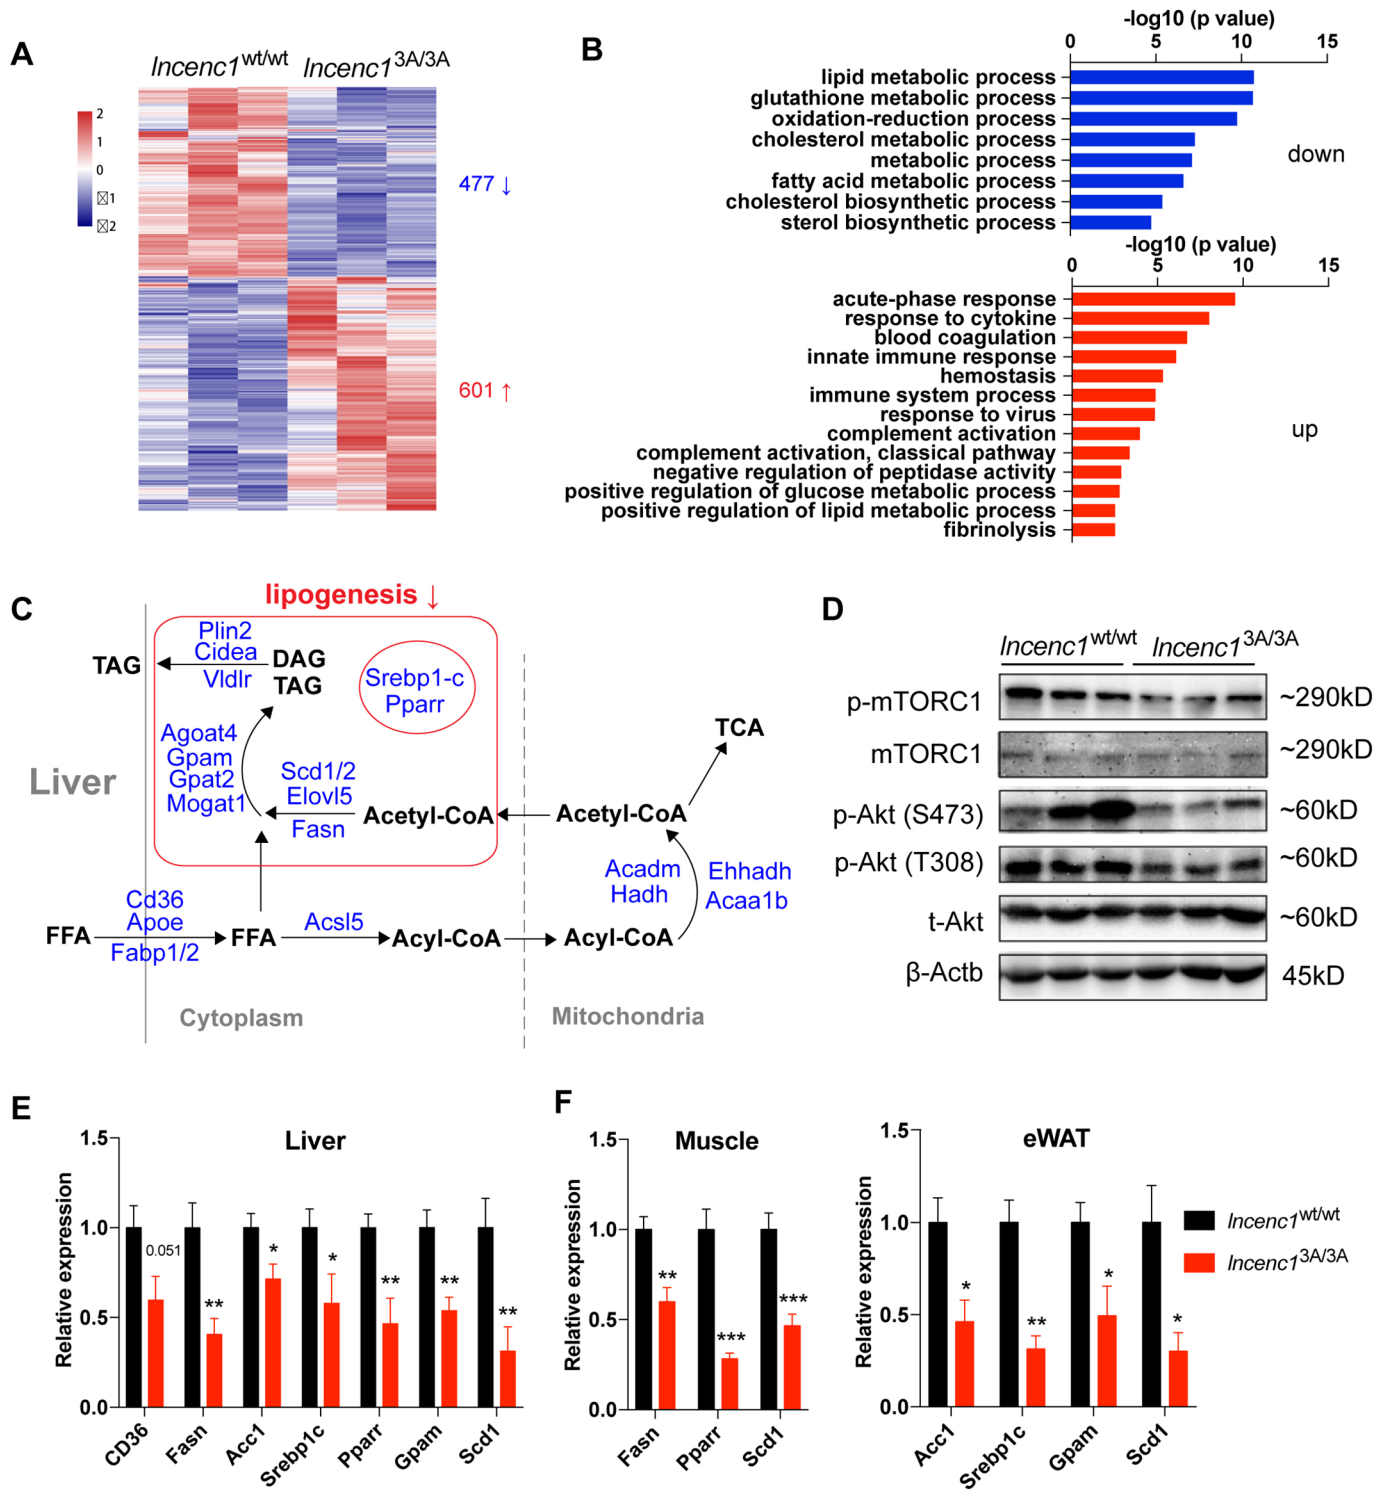 A
lncenc1wt/wt lncenc13A/3A
2
1
0
1
2
477 ↓
601 ↑
B
-log10 (p value)
0 5 10 15
lipid metabolic process
glutathione metabolic process
oxidation-reduction process
cholesterol metabolic process
metabolic process
fatty acid metabolic process
cholesterol biosynthetic process
sterol biosynthetic process
down
-log10 (p value)
0 5 10 15
acute-phase response
response to cytokine
blood coagulation
innate immune response
hemostasis
immune system process
response to virus
complement activation
complement activation, classical pathway
negative regulation of peptidase activity
positive regulation of glucose metabolic process
positive regulation of lipid metabolic process
fibrinolysis
up
C
lipogenesis ↓
Plin2
Cidea
Vldlr
TAG
DAG
TAG
Srebp1-c
Pparr
Agoat4
Gpam
Gpat2
Mogat1
Scd1/2
Elovl5
Fasn
Acetyl-CoA
Acetyl-CoA
TCA
Liver
Acadm
Hadh
Ehhadh
Acaa1b
Cd36
Apoe
Fabp1/2
FFA
FFA
Acsl5
Acyl-CoA
Acyl-CoA
Cytoplasm
Mitochondria
D
lncenc1wt/wt lncenc13A/3A
p-mTORC1 ~290kD
mTORC1 ~290kD
p-Akt (S473) ~60kD
p-Akt (T308) ~60kD
t-Akt ~60kD
β-Actb 45kD
E
Liver
Relative expression
1.5
1.0
0.5
0.0
0.051
**
*
*
**
**
**
CD36 Fasn Acc1 Srebp1c Pparr Gpam Scd1
F
Muscle
Relative expression
1.5
1.0
0.5
0.0
**
***
***
Fasn Pparr Scd1
eWAT
Relative expression
1.5
1.0
0.5
0.0
*
**
*
*
Acc1 Srebp1c Gpam Scd1
lncenc1wt/wt
lncenc13A/3A